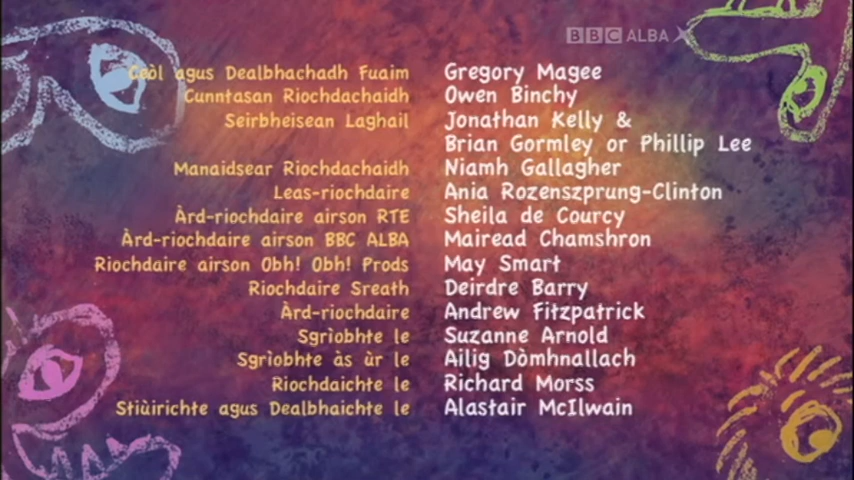 BBC ALBA
Ceòl agus Dealbhachadh Fuaim Gregory Magee
Cunntasan Riochdachaidh Owen Binchy
Seirbheisean Laghail Jonathan Kelly &
Brian Gormley or Phillip Lee
Manaidsear Riochdachaidh Niamh Gallagher
Leas-riochdaire Ania Rozenszprung-Clinton
Àrd-riochdaire airson RTE Sheila de Courcy
Àrd-riochdaire airson BBC ALBA Mairead Chamshron
Riochdaire airson Obh! Obh! Prods May Smart
Riochdaire Sreath Deirdre Barry
Àrd-riochdaire Andrew Fitzpatrick
Sgrìobhte le Suzanne Arnold
Sgrìobhte às ùr le Ailig Dòmhnallach
Riochdaichte le Richard Morss
Stiùirichte agus Dealbhaichte le Alastair McIlwain